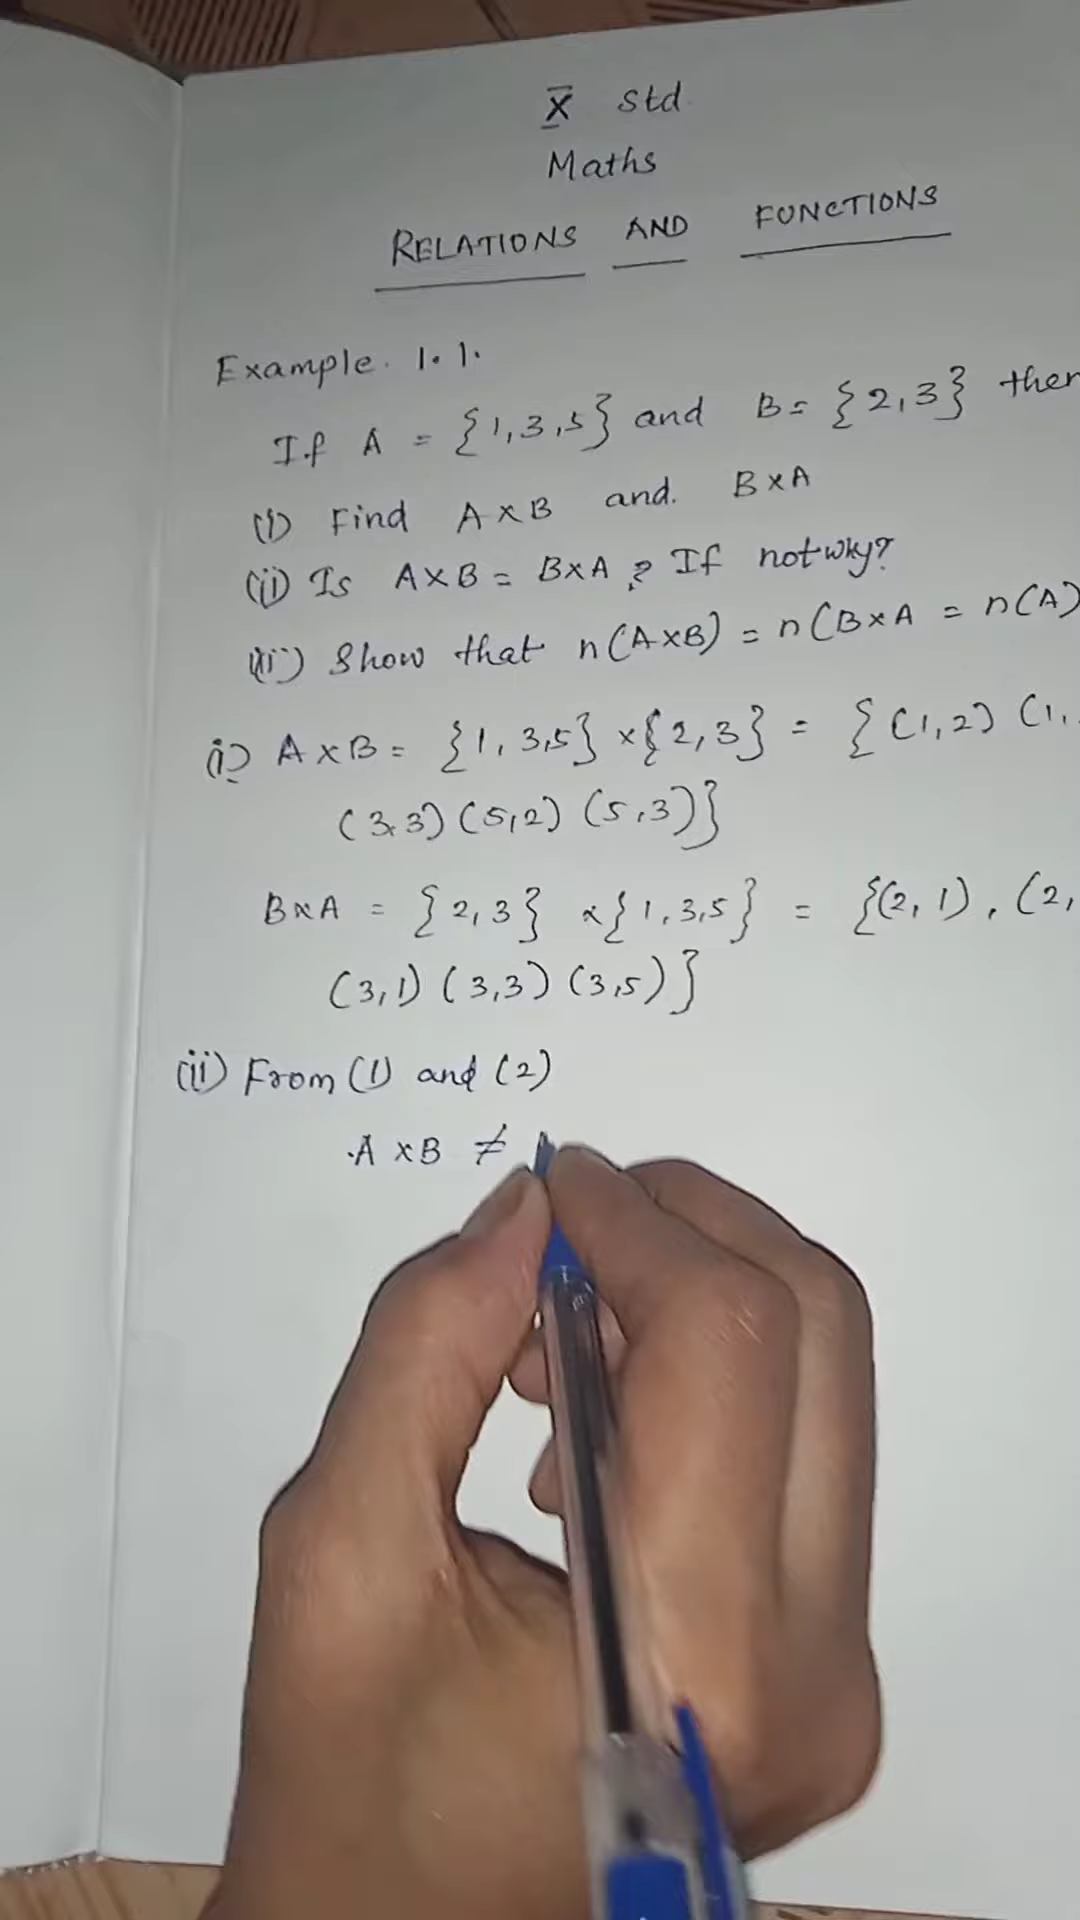 X std
Maths
RELATIONS AND FUNCTIONS
Example. 1.1.
If A = {1,3,5} and B = {2,3} then
(i) Find A×B and. B×A
(ii) Is A×B = B×A ? If not why?
(iii) Show that n(A×B) = n(B×A = n(A)
(i) A×B = {1,3,5} ×{2,3} = {(1,2) (1,
(3,3) (5,2) (5,3)}
B×A = {2,3} ×{1,3,5} = {(2,1), (2,
(3,1) (3,3) (3,5)}
(ii) From (1) and (2)
A×B ≠